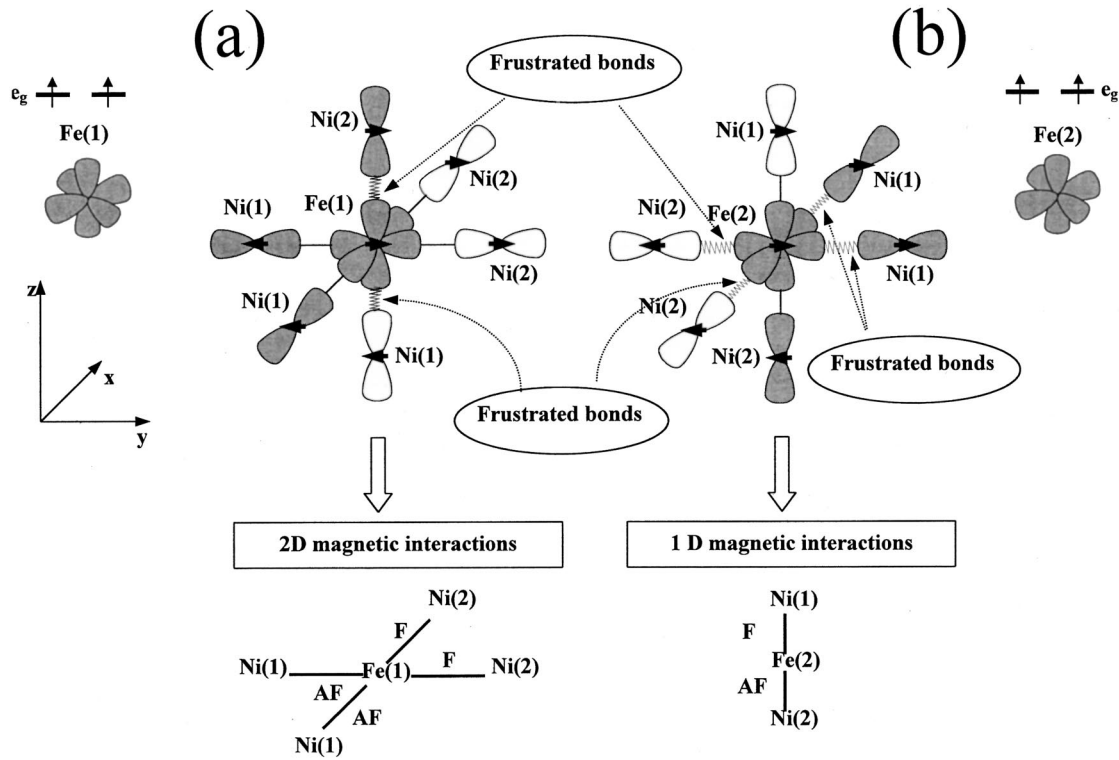 (a)
(b)
Frustrated bonds
eg
Fe(1)
Ni(2)
Ni(2)
Fe(1)
Ni(1)
Ni(2)
Ni(1)
Ni(1)
eg
Fe(2)
Ni(1)
Ni(1)
Ni(2)
Fe(2)
Ni(1)
Ni(2)
Ni(2)
z
x
y
Frustrated bonds
Frustrated bonds
2D magnetic interactions
1 D magnetic interactions
Ni(2)
F
Ni(1)
Fe(1)
F
Ni(2)
AF
AF
Ni(1)
Ni(1)
F
Fe(2)
AF
Ni(2)